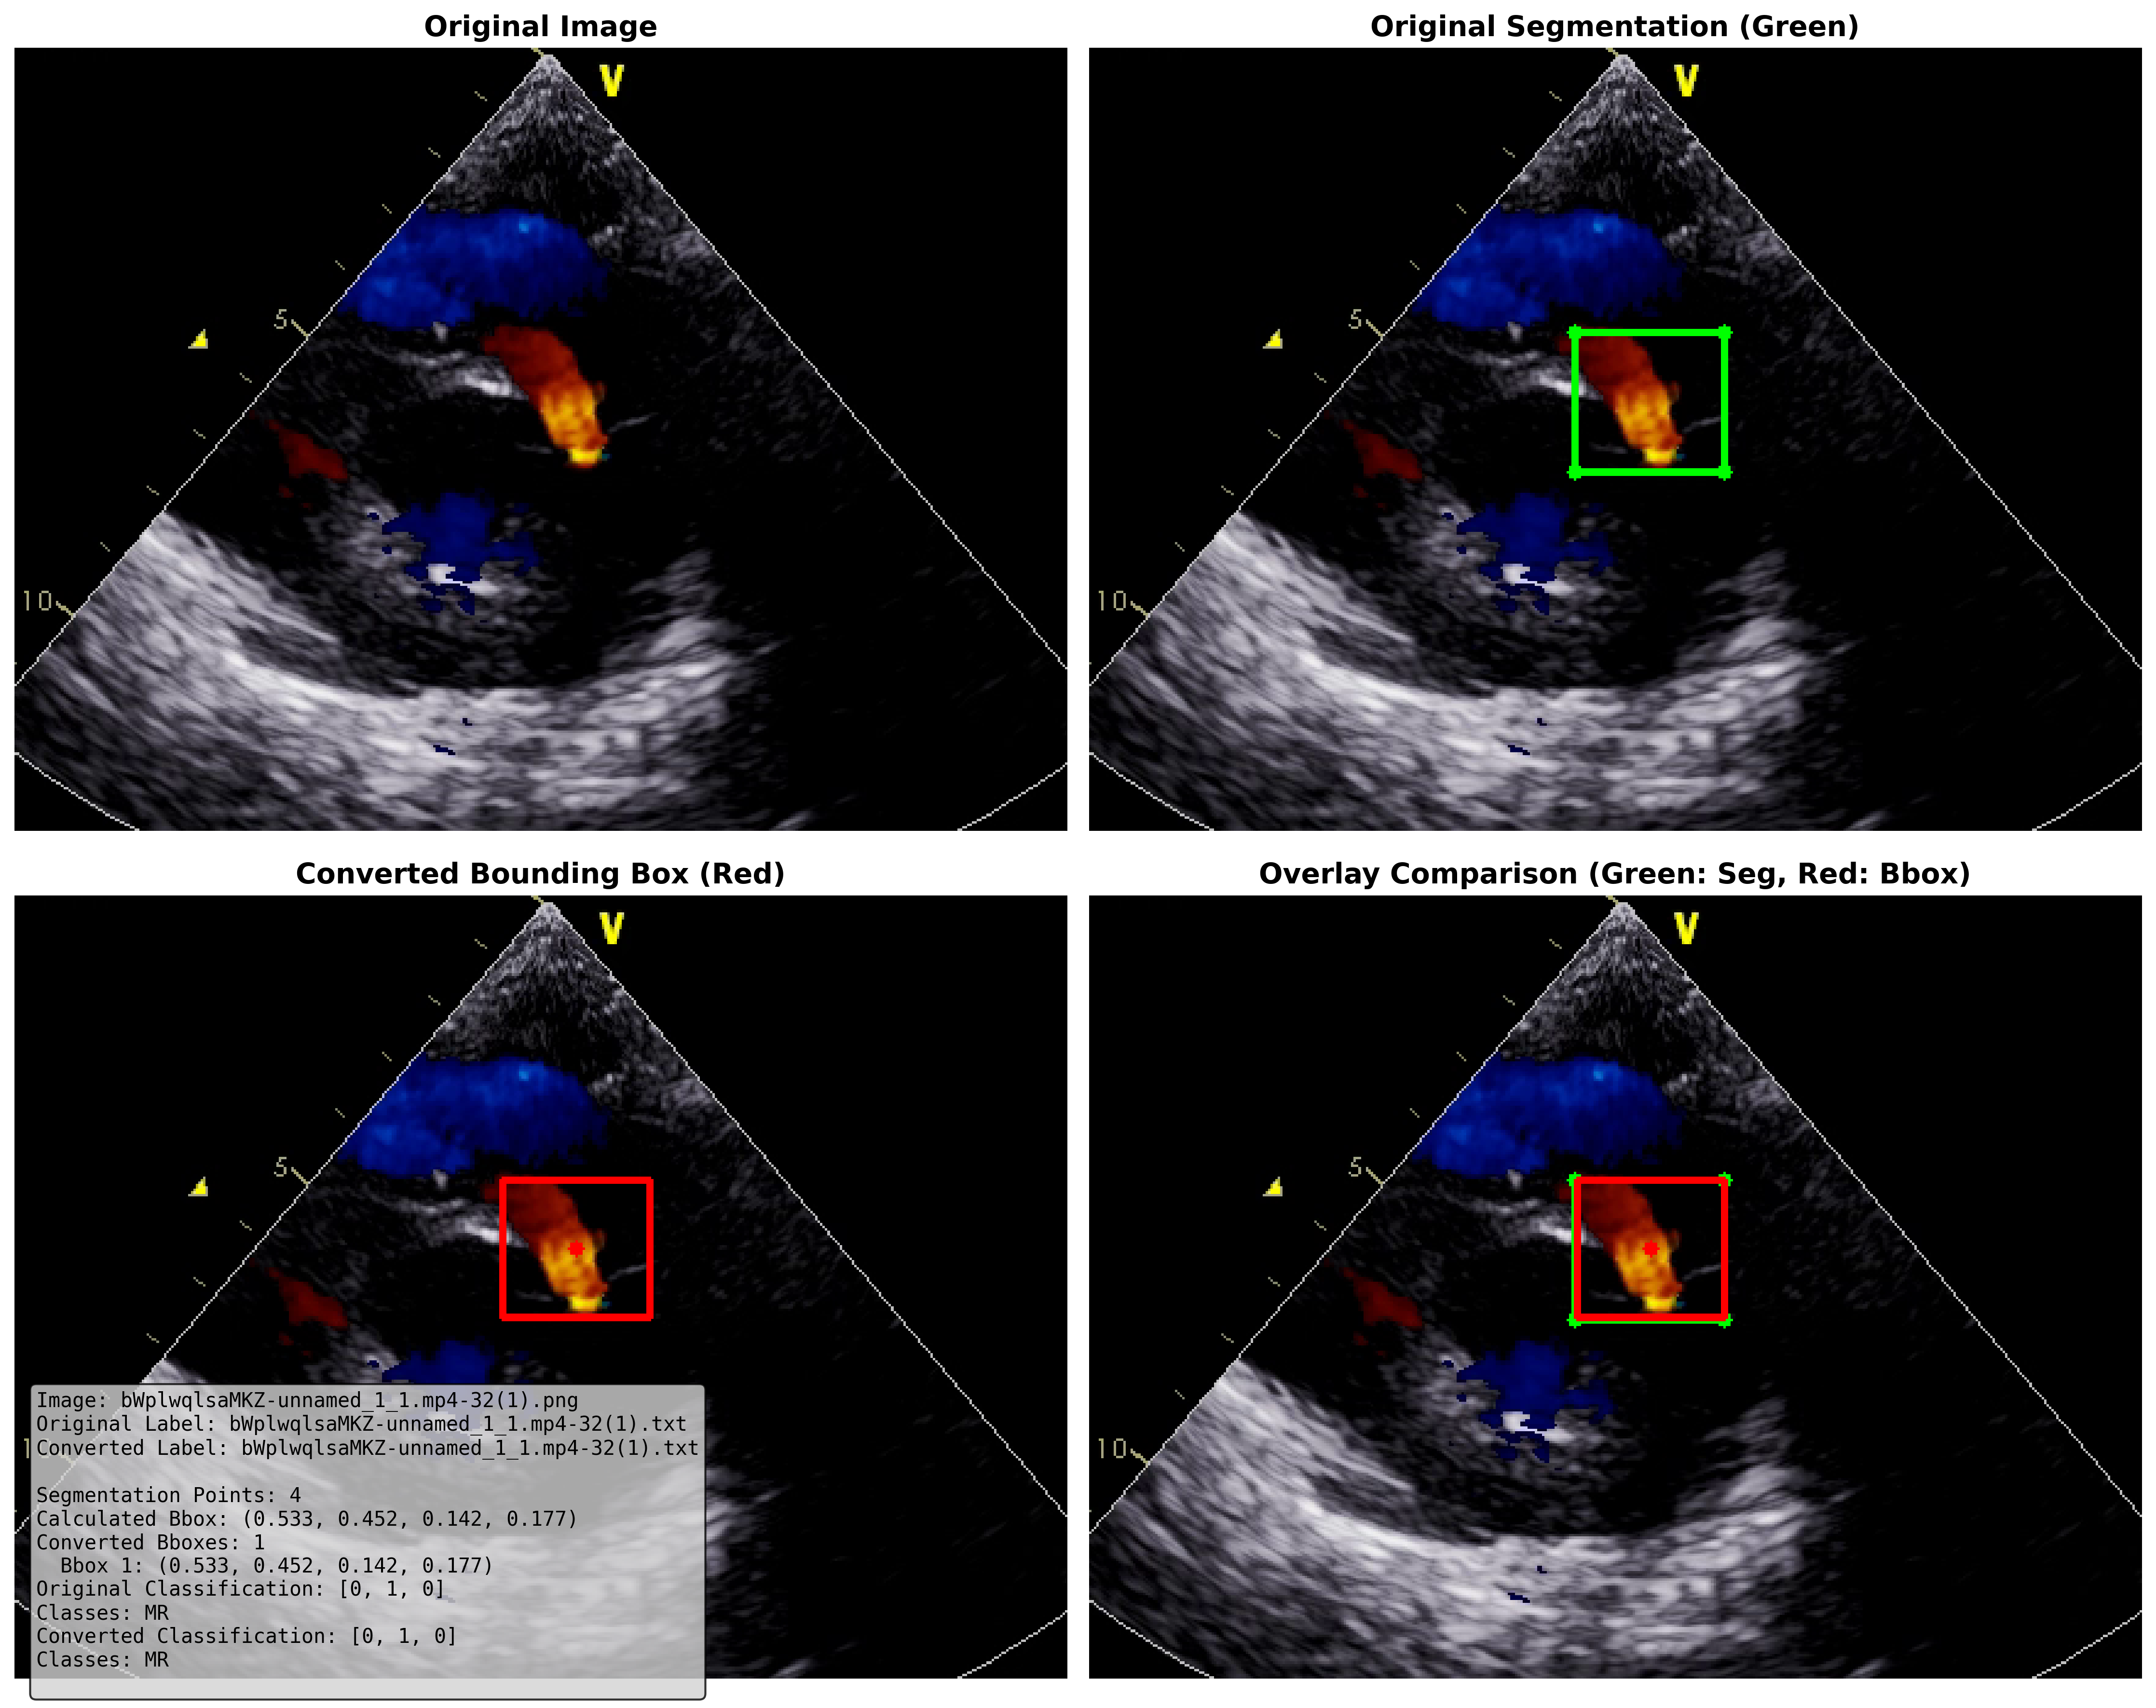 Original Image
Original Segmentation (Green)
V
5
10
V
5
10
Converted Bounding Box (Red)
Overlay Comparison (Green: Seg, Red: Bbox)
V
5
V
5
10
Image: bWplwqlsaMKZ-unnamed_1_1.mp4-32(1).png
Original Label: bWplwqlsaMKZ-unnamed_1_1.mp4-32(1).txt
Converted Label: bWplwqlsaMKZ-unnamed_1_1.mp4-32(1).txt
Segmentation Points: 4
Calculated Bbox: (0.533, 0.452, 0.142, 0.177)
Converted Bboxes: 1
Bbox 1: (0.533, 0.452, 0.142, 0.177)
Original Classification: [0, 1, 0]
Classes: MR
Converted Classification: [0, 1, 0]
Classes: MR